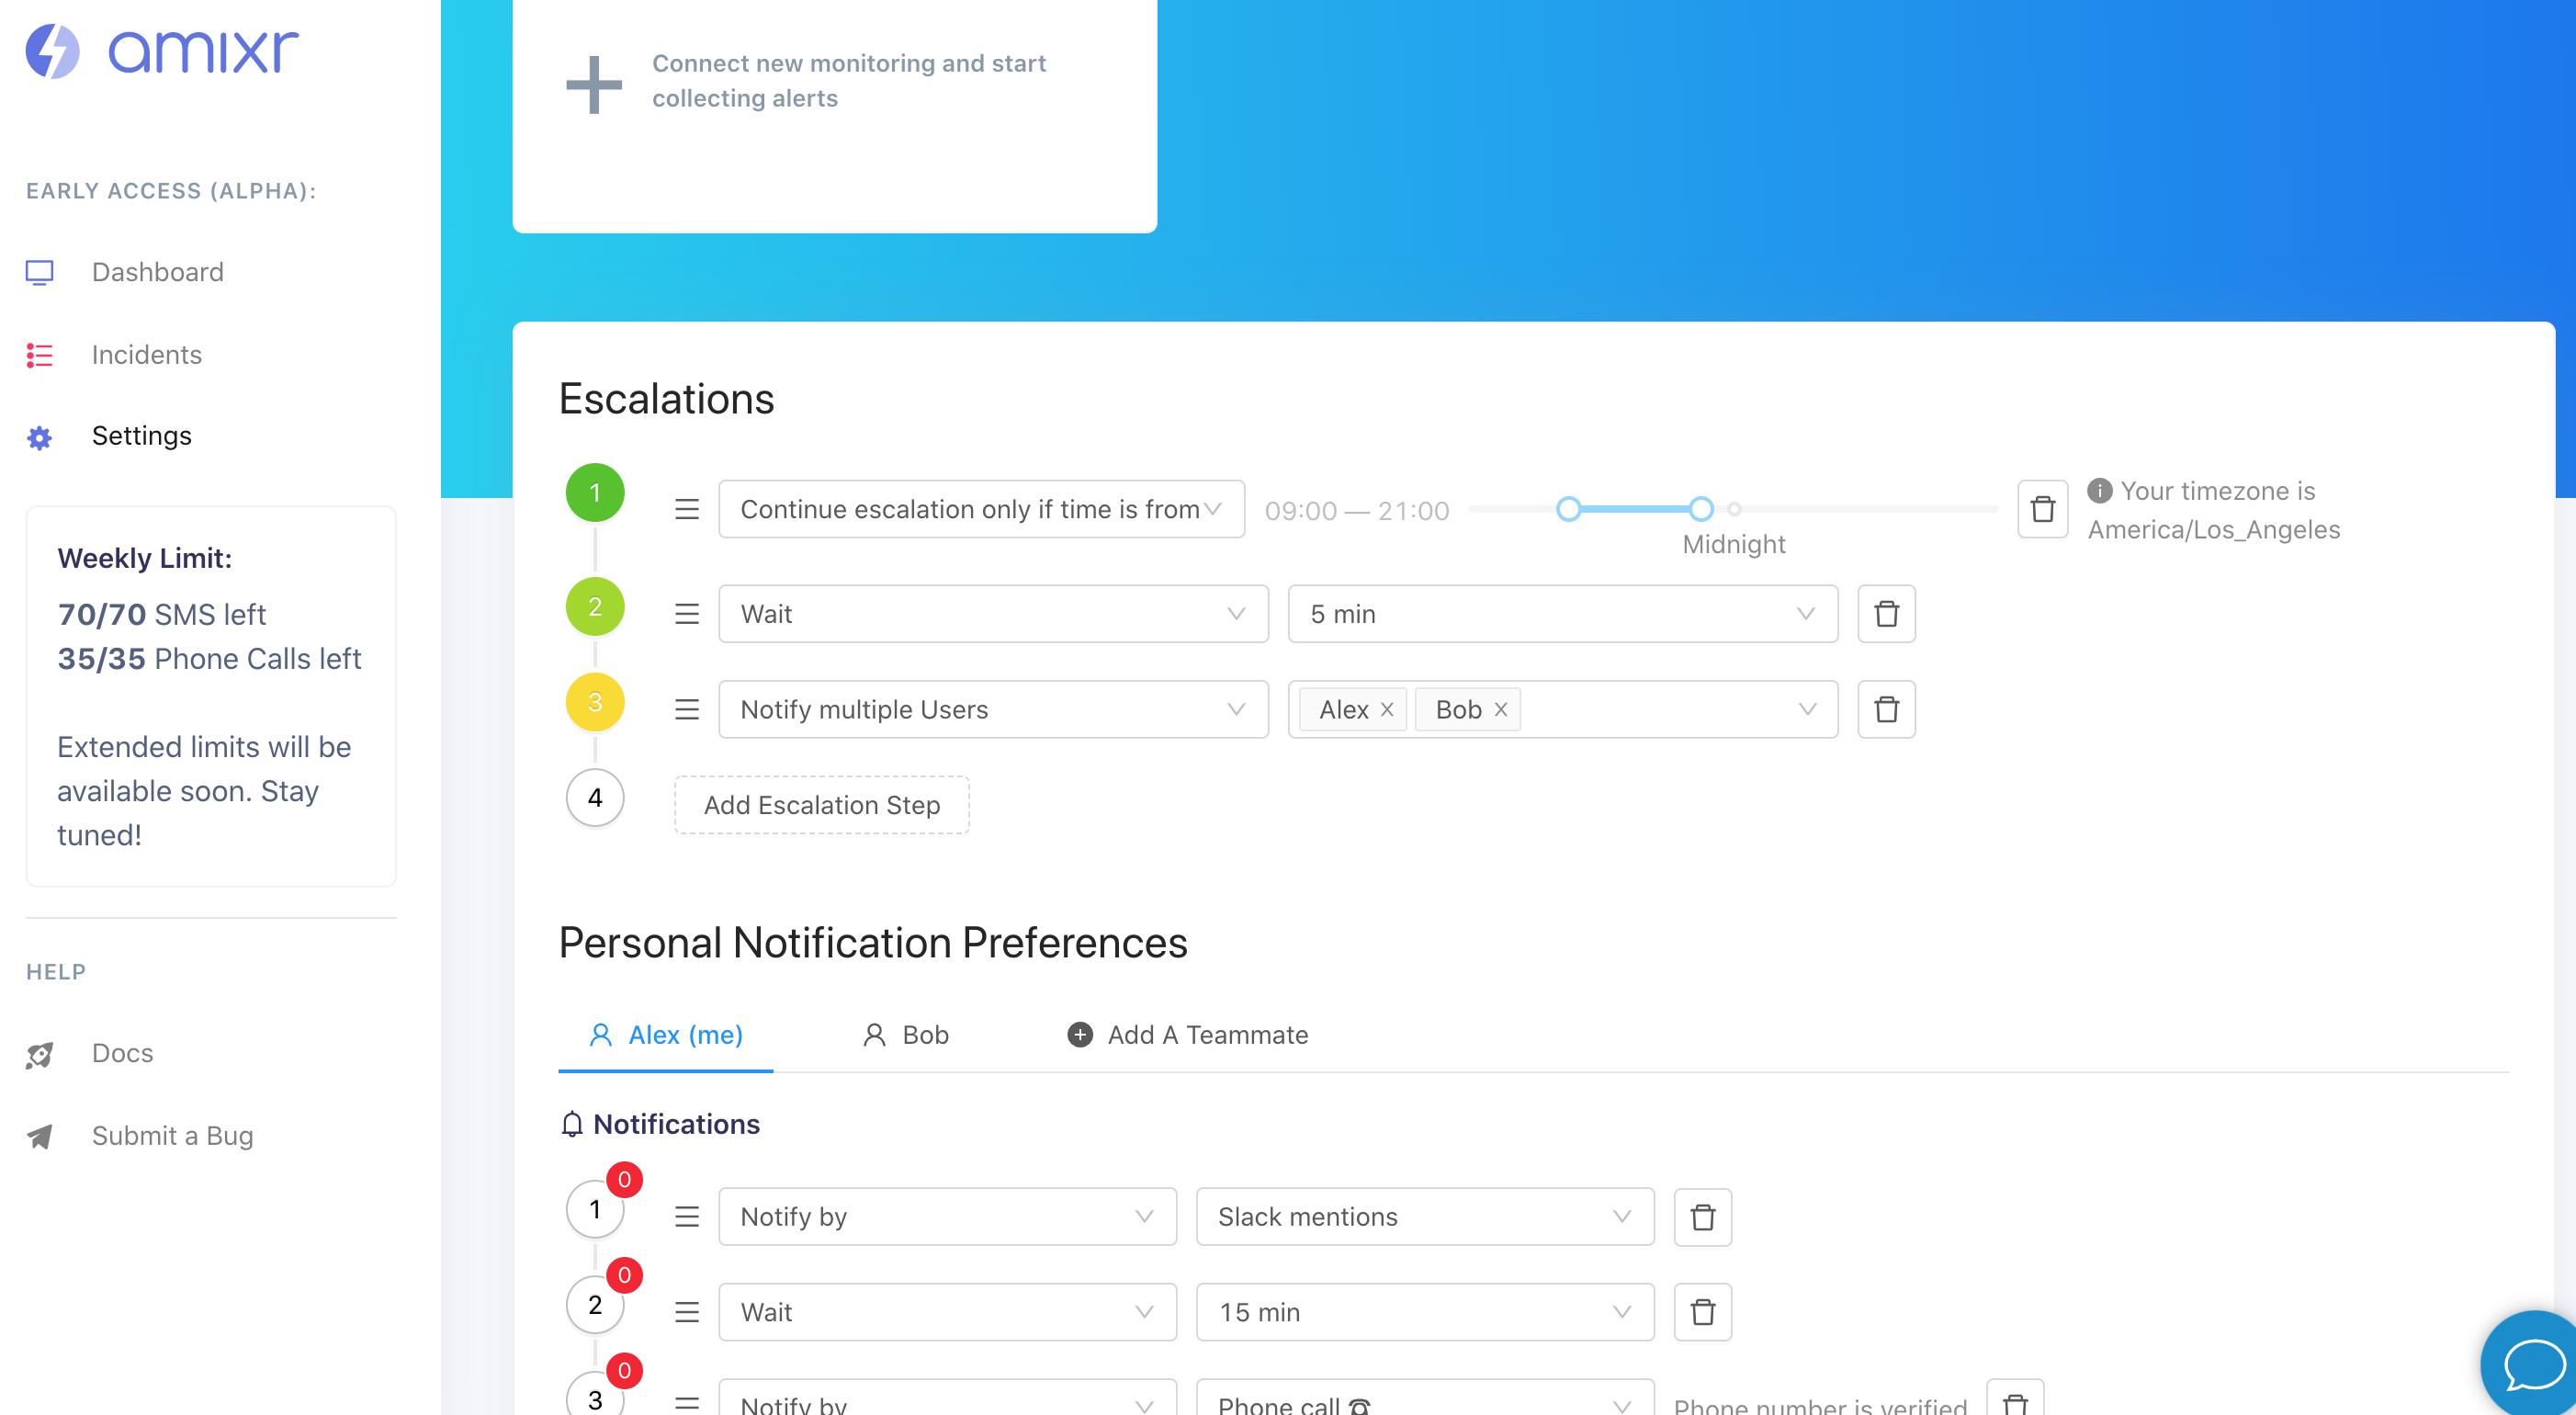 amixr
EARLY ACCESS (ALPHA):
Dashboard
Incidents
Settings
Weekly Limit:
70/70 SMS left
35/35 Phone Calls left
Extended limits will be
available soon. Stay
tuned!
HELP
Docs
Submit a Bug
Connect new monitoring and start
collecting alerts
Escalations
1
Continue escalation only if time is from
09:00 — 21:00
Midnight
Your timezone is
America/Los_Angeles
2
Wait
5 min
3
Notify multiple Users
Alex
Bob
4
Add Escalation Step
Personal Notification Preferences
Alex (me)
Bob
Add A Teammate
Notifications
1
0
Notify by
Slack mentions
2
0
Wait
15 min
3
0
Notify by
Phone call
Phone number is verified